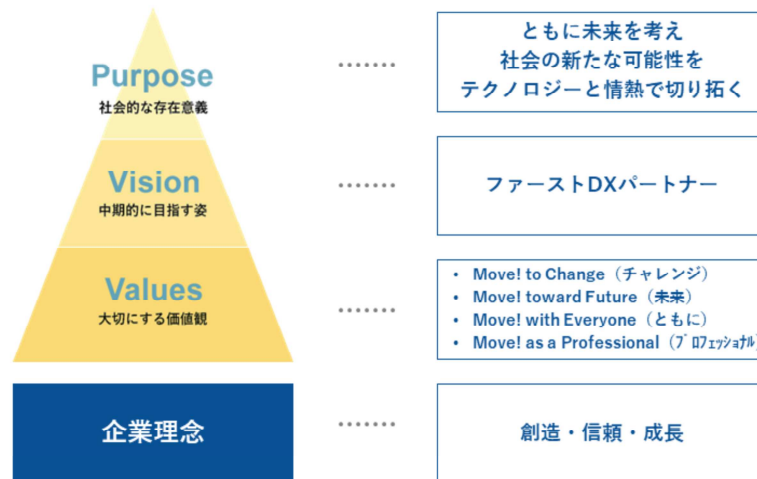 Purpose
社会的な存在意義
ともに未来を考え
社会の新たな可能性を
テクノロジーと情熱で切り拓く
Vision
中期的に目指す姿
ファーストDXパートナー
Values
大切にする価値観
• Move! to Change（チャレンジ）
• Move! toward Future（未来）
• Move! with Everyone（ともに）
• Move! as a Professional（ﾌﾟﾛﾌｪｯｼｮﾅﾙ）
企業理念
創造・信頼・成長